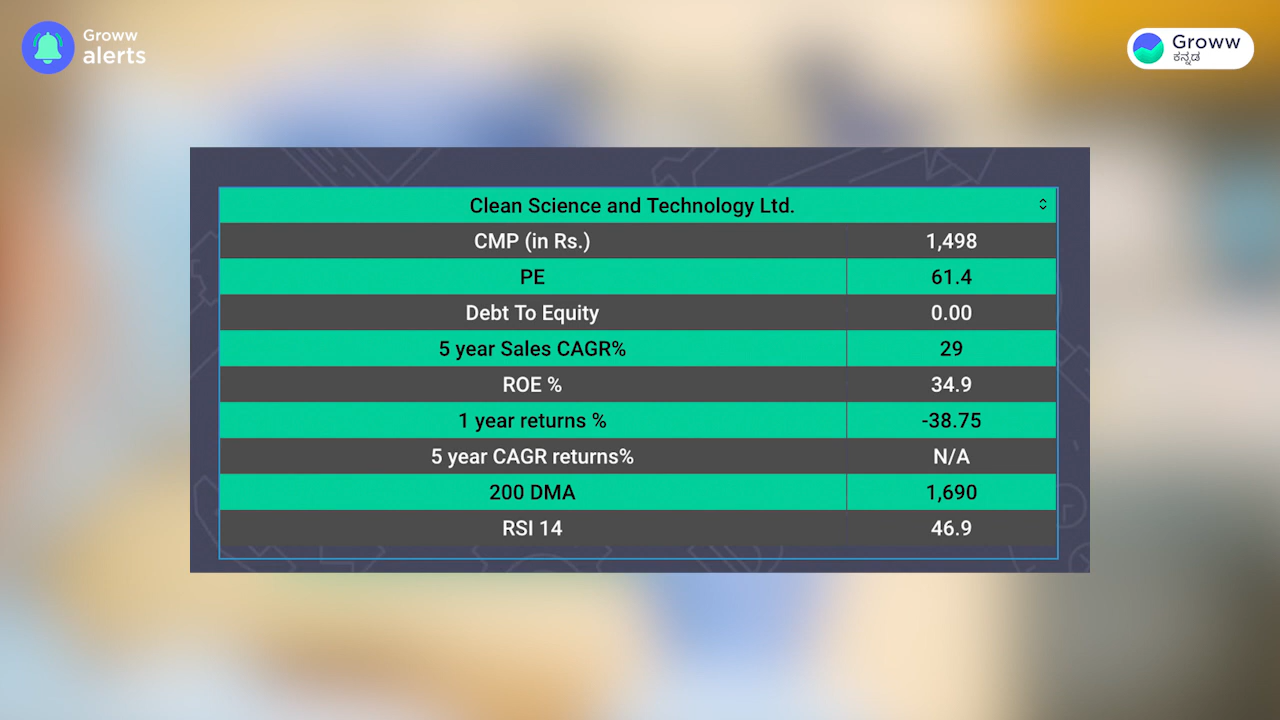 Groww
alerts
Groww
ಕನ್ನಡ
Clean Science and Technology Ltd.
CMP (in Rs.) 1,498
PE 61.4
Debt To Equity 0.00
5 year Sales CAGR% 29
ROE % 34.9
1 year returns % -38.75
5 year CAGR returns% N/A
200 DMA 1,690
RSI 14 46.9